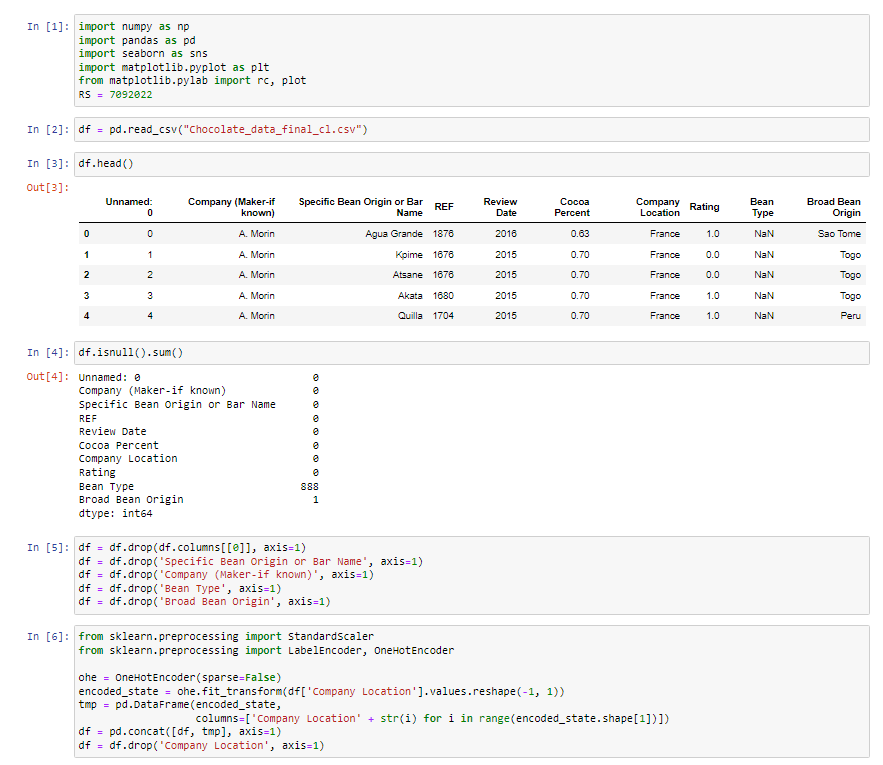 In [1]: import numpy as np
import pandas as pd
import seaborn as sns
import matplotlib.pyplot as plt
from matplotlib.pylab import rc, plot
RS = 7092022
In [2]: df = pd.read_csv("Chocolate_data_final_cl.csv")
In [3]: df.head()
Out[3]:
Unnamed: 0 Company (Maker-if known) Specific Bean Origin or Bar Name REF Review Date Cocoa Percent Company Location Rating Bean Type Broad Bean Origin
0 0 A. Morin Agua Grande 1876 2016 0.63 France 1.0 NaN Sao Tome
1 1 A. Morin Kpime 1676 2015 0.70 France 0.0 NaN Togo
2 2 A. Morin Atsane 1676 2015 0.70 France 0.0 NaN Togo
3 3 A. Morin Akata 1680 2015 0.70 France 1.0 NaN Togo
4 4 A. Morin Quilla 1704 2015 0.70 France 1.0 NaN Peru
In [4]: df.isnull().sum()
Out[4]: Unnamed: 0 0
Company (Maker-if known) 0
Specific Bean Origin or Bar Name 0
REF 0
Review Date 0
Cocoa Percent 0
Company Location 0
Rating 0
Bean Type 888
Broad Bean Origin 1
dtype: int64
In [5]: df = df.drop(df.columns[[0]], axis=1)
df = df.drop('Specific Bean Origin or Bar Name', axis=1)
df = df.drop('Company (Maker-if known)', axis=1)
df = df.drop('Bean Type', axis=1)
df = df.drop('Broad Bean Origin', axis=1)
In [6]: from sklearn.preprocessing import StandardScaler
from sklearn.preprocessing import LabelEncoder, OneHotEncoder
ohe = OneHotEncoder(sparse=False)
encoded_state = ohe.fit_transform(df['Company Location'].values.reshape(-1, 1))
tmp = pd.DataFrame(encoded_state,
columns=['Company Location' + str(i) for i in range(encoded_state.shape[1])])
df = pd.concat([df, tmp], axis=1)
df = df.drop('Company Location', axis=1)